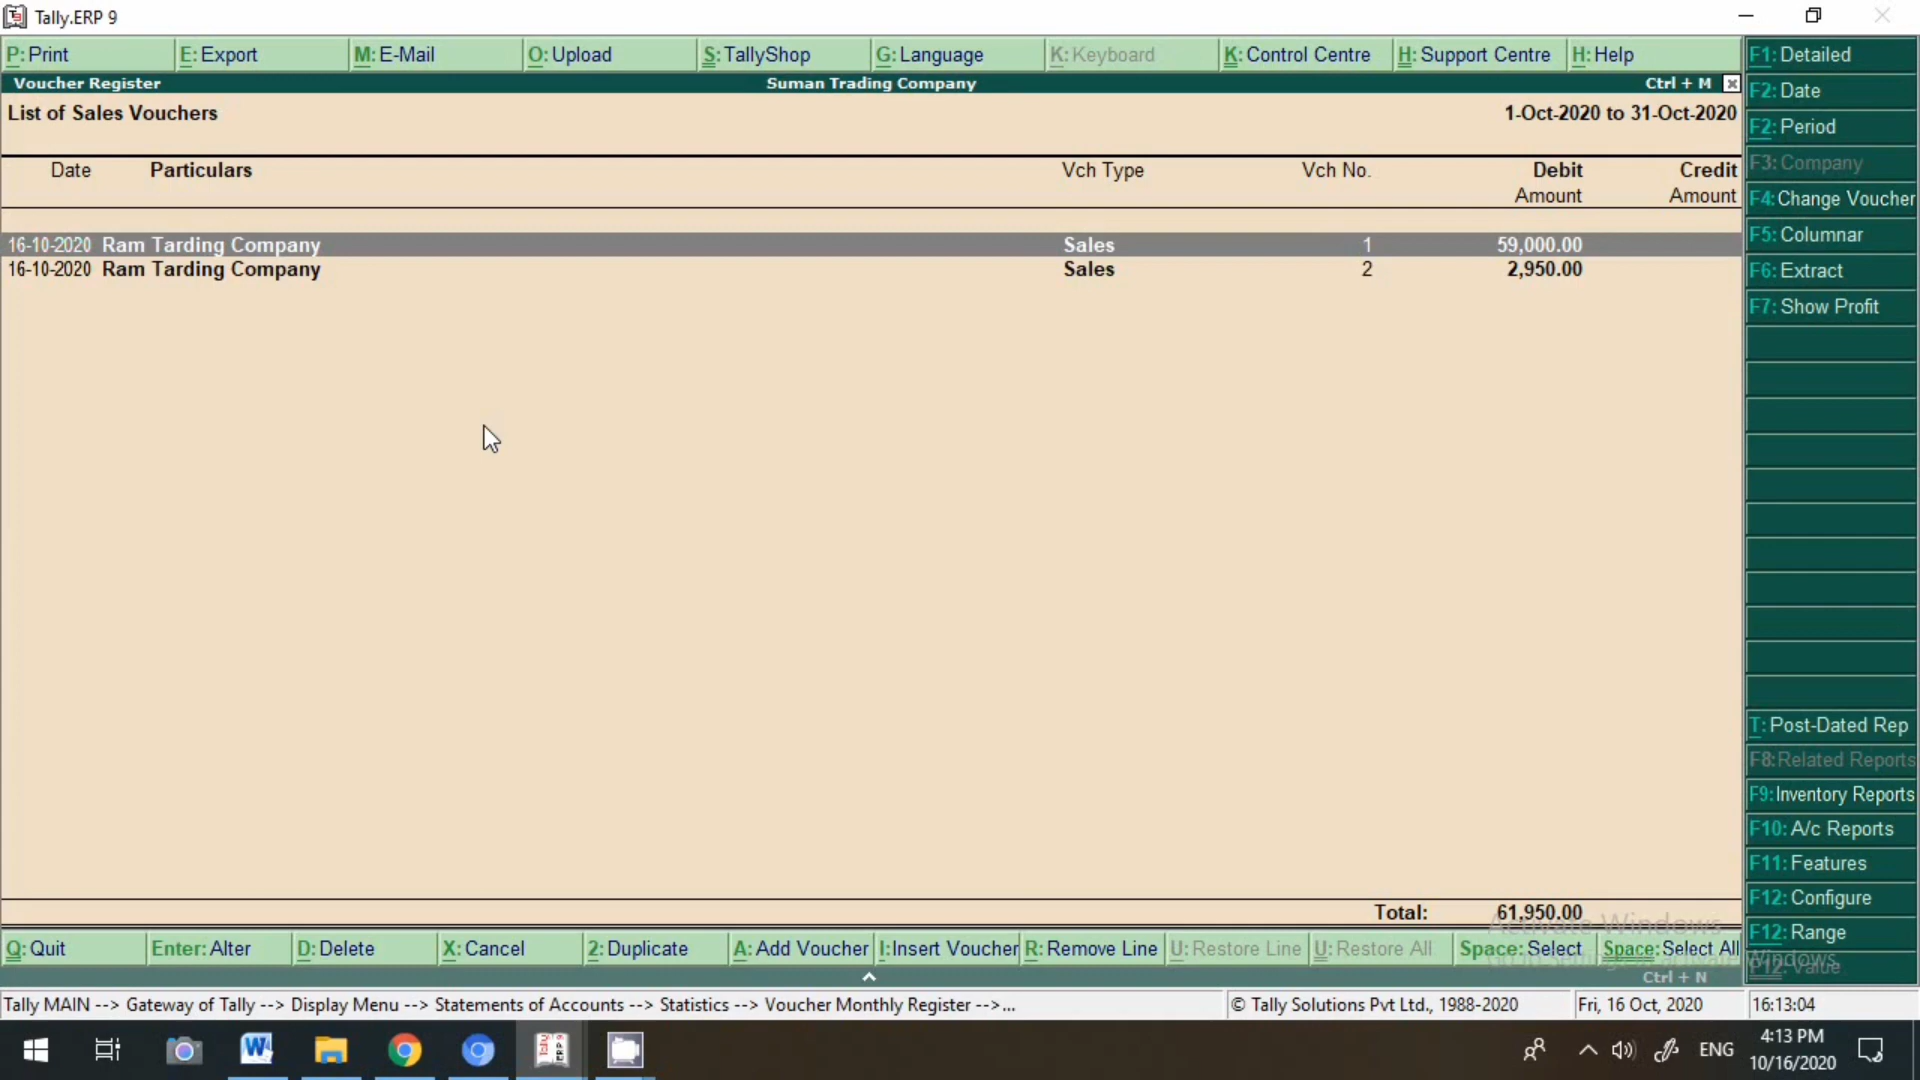 Tally.ERP 9
P: Print E: Export M: E-Mail O: Upload S: TallyShop G: Language K: Keyboard K: Control Centre H: Support Centre H: Help
Voucher Register Suman Trading Company Ctrl + M
List of Sales Vouchers 1-Oct-2020 to 31-Oct-2020
Date Particulars Vch Type Vch No. Debit Credit
Amount Amount
16-10-2020 Ram Tarding Company Sales 1 59,000.00
16-10-2020 Ram Tarding Company Sales 2 2,950.00
Total: 61,950.00
F1: Detailed
F2: Date
F2: Period
F3: Company
F4: Change Voucher
F5: Columnar
F6: Extract
F7: Show Profit
T: Post-Dated Rep
F8: Related Reports
F9: Inventory Reports
F10: A/c Reports
F11: Features
F12: Configure
F12: Range
F12: Value
Activate Windows
Q: Quit Enter: Alter D: Delete X: Cancel 2: Duplicate A: Add Voucher I: Insert Voucher R: Remove Line U: Restore Line U: Restore All Space: Select Space: Select All
Ctrl + N
Tally MAIN --> Gateway of Tally --> Display Menu --> Statements of Accounts --> Statistics --> Voucher Monthly Register -->... © Tally Solutions Pvt Ltd., 1988-2020 Fri, 16 Oct, 2020 16:13:04
ENG 4:13 PM
10/16/2020